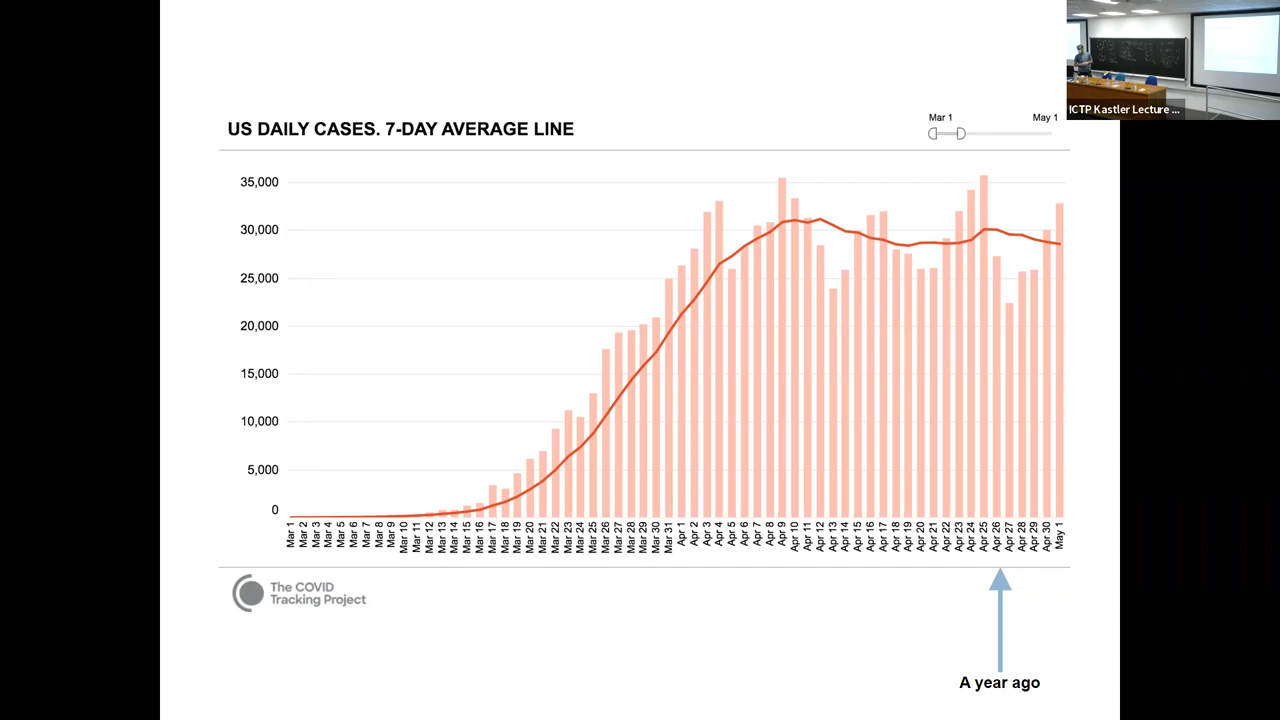 ICTP Kastler Lecture ...
US DAILY CASES. 7-DAY AVERAGE LINE
Mar 1
May 1
35,000
30,000
25,000
20,000
15,000
10,000
5,000
0
Mar 1
Mar 2
Mar 3
Mar 4
Mar 5
Mar 6
Mar 7
Mar 8
Mar 9
Mar 10
Mar 11
Mar 12
Mar 13
Mar 14
Mar 15
Mar 16
Mar 17
Mar 18
Mar 19
Mar 20
Mar 21
Mar 22
Mar 23
Mar 24
Mar 25
Mar 26
Mar 27
Mar 28
Mar 29
Mar 30
Mar 31
Apr 1
Apr 2
Apr 3
Apr 4
Apr 5
Apr 6
Apr 7
Apr 8
Apr 9
Apr 10
Apr 11
Apr 12
Apr 13
Apr 14
Apr 15
Apr 16
Apr 17
Apr 18
Apr 19
Apr 20
Apr 21
Apr 22
Apr 23
Apr 24
Apr 25
Apr 26
Apr 27
Apr 28
Apr 29
Apr 30
May 1
The COVID
Tracking Project
A year ago